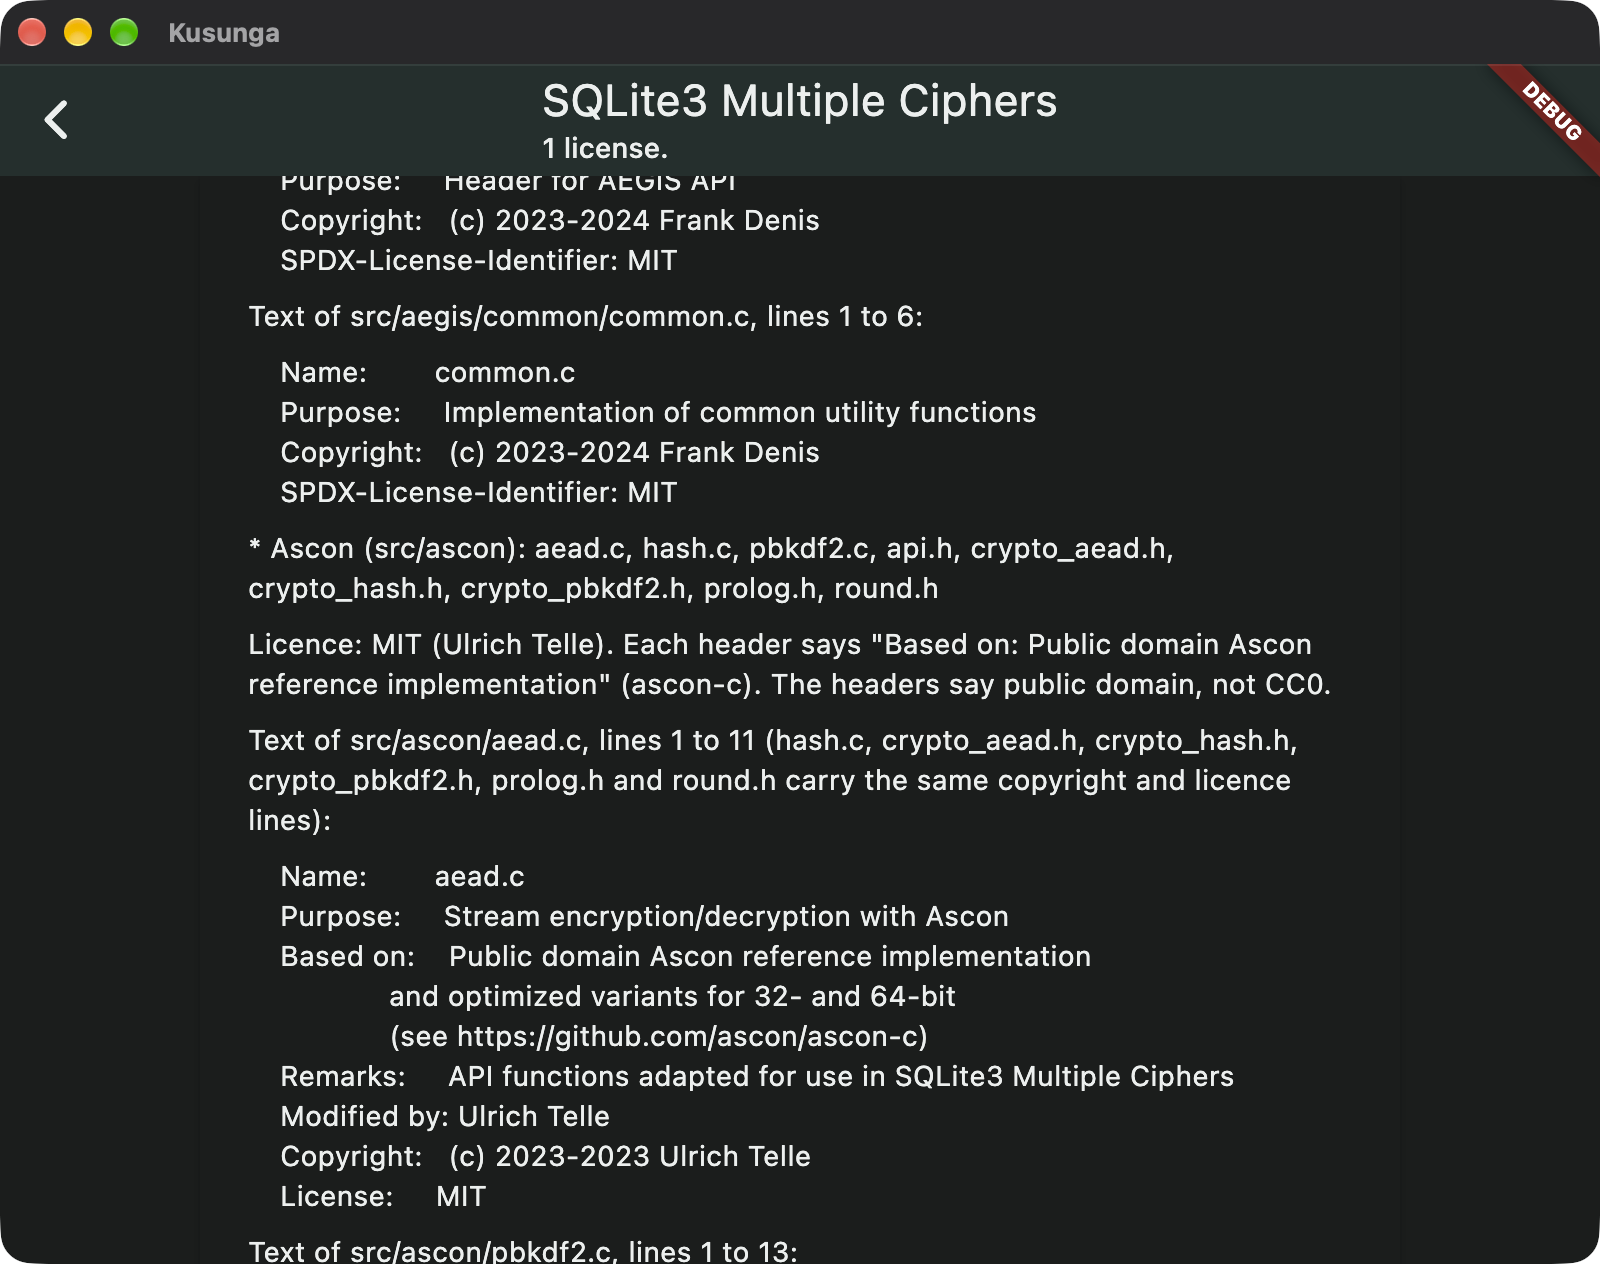 Kusunga
SQLite3 Multiple Ciphers
1 license.
DEBUG
Purpose: Header for AEGIS API
Copyright: (c) 2023-2024 Frank Denis
SPDX-License-Identifier: MIT
Text of src/aegis/common/common.c, lines 1 to 6:
Name: common.c
Purpose: Implementation of common utility functions
Copyright: (c) 2023-2024 Frank Denis
SPDX-License-Identifier: MIT
* Ascon (src/ascon): aead.c, hash.c, pbkdf2.c, api.h, crypto_aead.h,
crypto_hash.h, crypto_pbkdf2.h, prolog.h, round.h
Licence: MIT (Ulrich Telle). Each header says "Based on: Public domain Ascon
reference implementation" (ascon-c). The headers say public domain, not CC0.
Text of src/ascon/aead.c, lines 1 to 11 (hash.c, crypto_aead.h, crypto_hash.h,
crypto_pbkdf2.h, prolog.h and round.h carry the same copyright and licence
lines):
Name: aead.c
Purpose: Stream encryption/decryption with Ascon
Based on: Public domain Ascon reference implementation
and optimized variants for 32- and 64-bit
(see https://github.com/ascon/ascon-c)
Remarks: API functions adapted for use in SQLite3 Multiple Ciphers
Modified by: Ulrich Telle
Copyright: (c) 2023-2023 Ulrich Telle
License: MIT
Text of src/ascon/pbkdf2.c, lines 1 to 13: